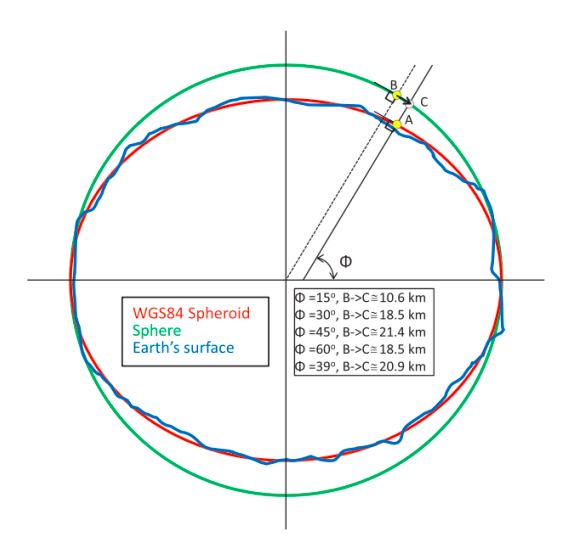 B
C
A
Φ
Φ =15º, B->C≅10.6 km
Φ =30º, B->C≅18.5 km
Φ =45º, B->C≅21.4 km
Φ =60º, B->C≅18.5 km
Φ =39º, B->C≅20.9 km
WGS84 Spheroid
Sphere
Earth's surface